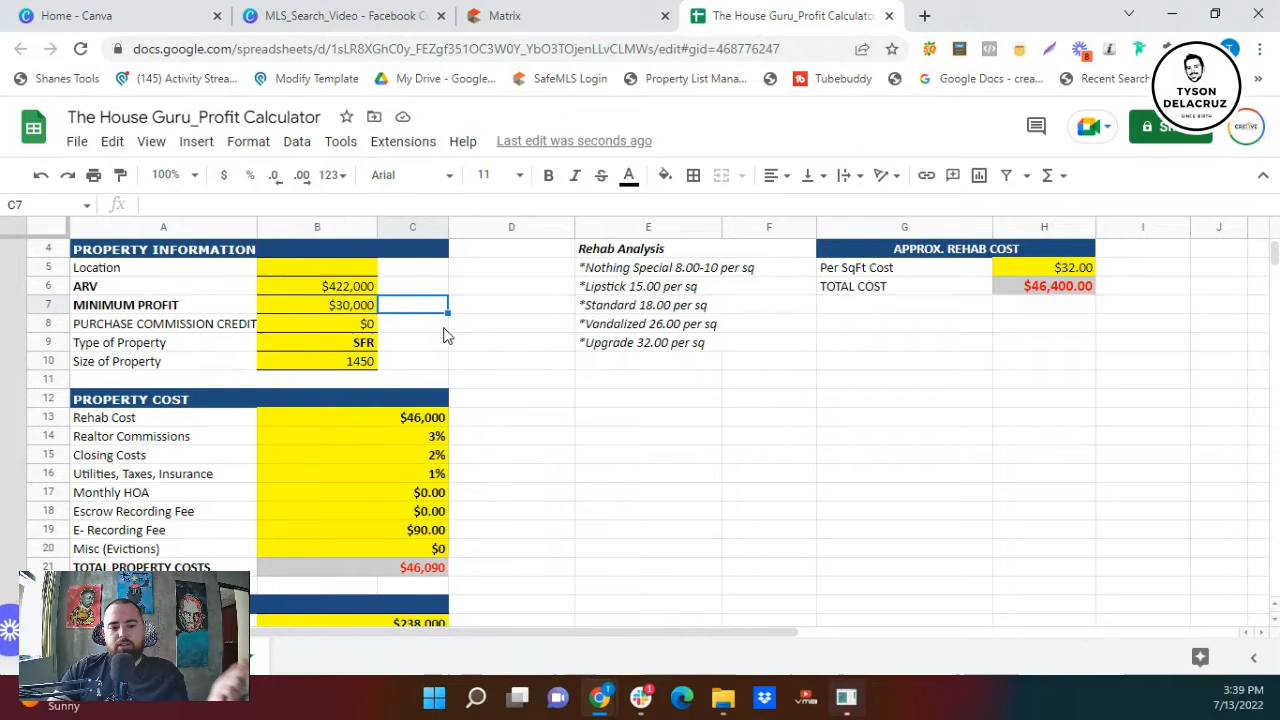 Home - Canva
MLS_Search_Video - Facebook C
Matrix
The House Guru_Profit Calculator
docs.google.com/spreadsheets/d/1sLR8XGhC0y_FEZgf351OC3W0Y_YbO3TOjenLLvCLMWs/edit#gid=468776247
8
Shanes Tools
(145) Activity Strea...
Modify Template
My Drive - Google...
SafeMLS Login
Property List Mana...
Tubebuddy
Google Docs - crea...
Recent Search
TYSON
DELACRUZ
SINCE BIRTH
The House Guru_Profit Calculator
File Edit View Insert Format Data Tools Extensions Help Last edit was seconds ago
100% $ % .0 .00 123 Arial 11 B I S A
C7 fx
A B C D E F G H I J
4 PROPERTY INFORMATION Rehab Analysis APPROX. REHAB COST
5 Location *Nothing Special 8.00-10 per sq Per SqFt Cost $32.00
6 ARV $422,000 *Lipstick 15.00 per sq TOTAL COST $46,400.00
7 MINIMUM PROFIT $30,000 *Standard 18.00 per sq
8 PURCHASE COMMISSION CREDIT $0 *Vandalized 26.00 per sq
9 Type of Property SFR *Upgrade 32.00 per sq
10 Size of Property 1450
11
12 PROPERTY COST
13 Rehab Cost $46,000
14 Realtor Commissions 3%
15 Closing Costs 2%
16 Utilities, Taxes, Insurance 1%
17 Monthly HOA $0.00
18 Escrow Recording Fee $0.00
19 E- Recording Fee $90.00
20 Misc (Evictions) $0
21 TOTAL PROPERTY COSTS $46,090
$238,000
Sunny
1
3:39 PM
7/13/2022